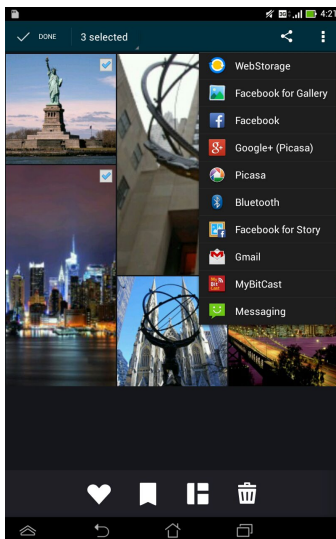 4:21
DONE
3 selected
WebStorage
Facebook for Gallery
Facebook
Google+ (Picasa)
Picasa
Bluetooth
Facebook for Story
Gmail
MyBitCast
Messaging